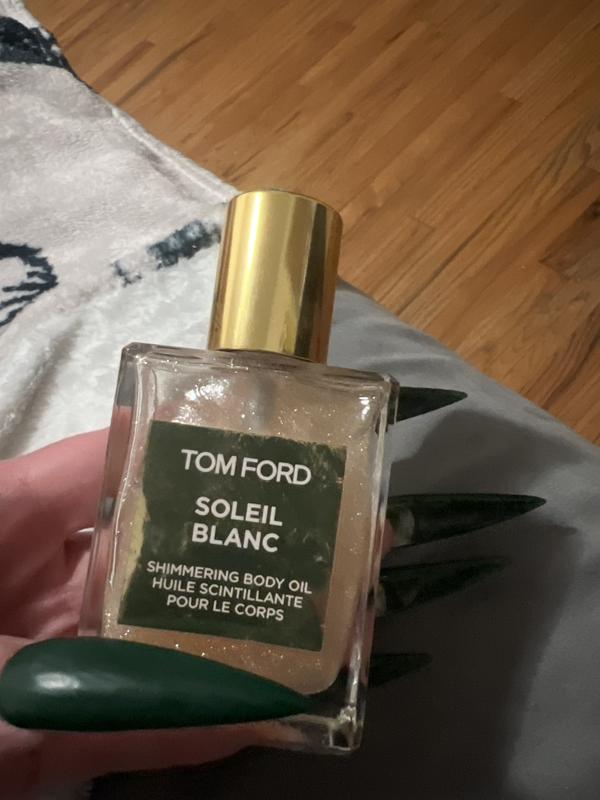 TOM FORD
SOLEIL
BLANC
SHIMMERING BODY OIL
HUILE SCINTILLANTE
POUR LE CORPS